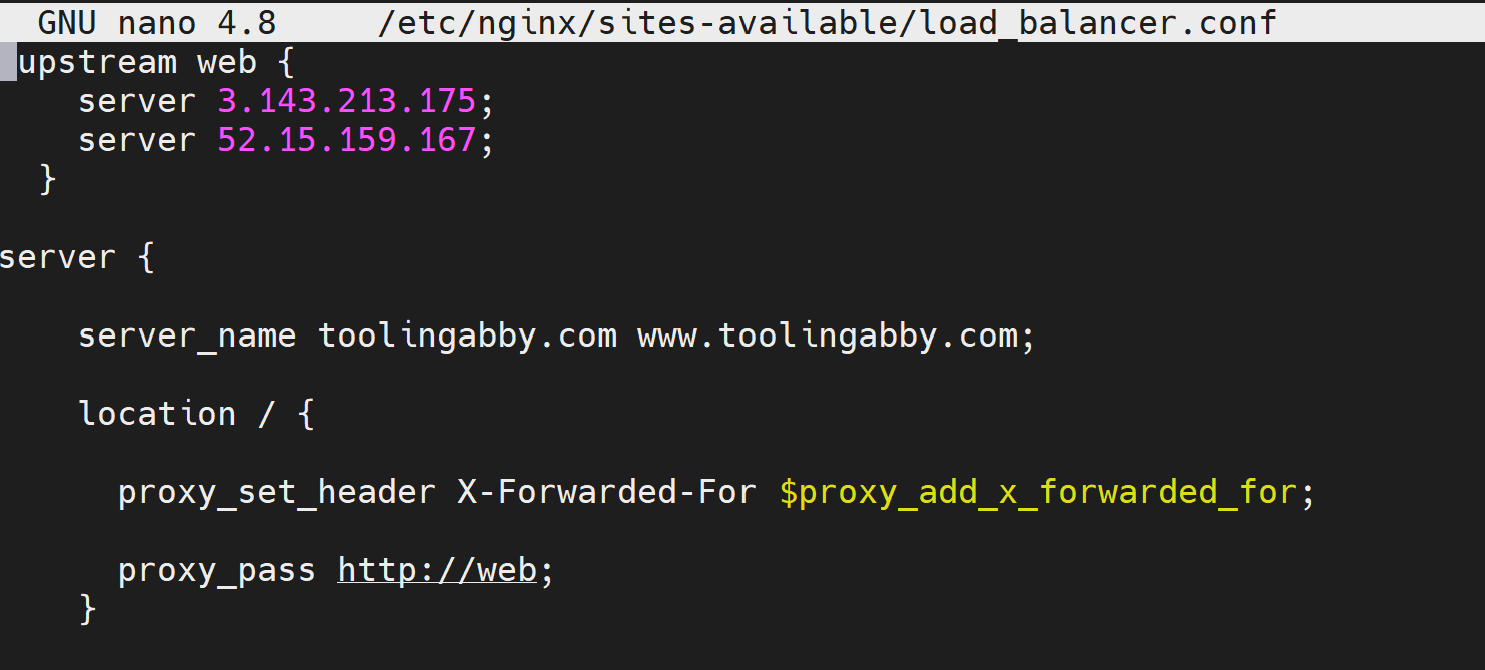 GNU nano 4.8 /etc/nginx/sites-available/load_balancer.conf
upstream web {
server 3.143.213.175;
server 52.15.159.167;
}
server {
server_name toolingabby.com www.toolingabby.com;
location / {
proxy_set_header X-Forwarded-For $proxy_add_x_forwarded_for;
proxy_pass http://web;
}